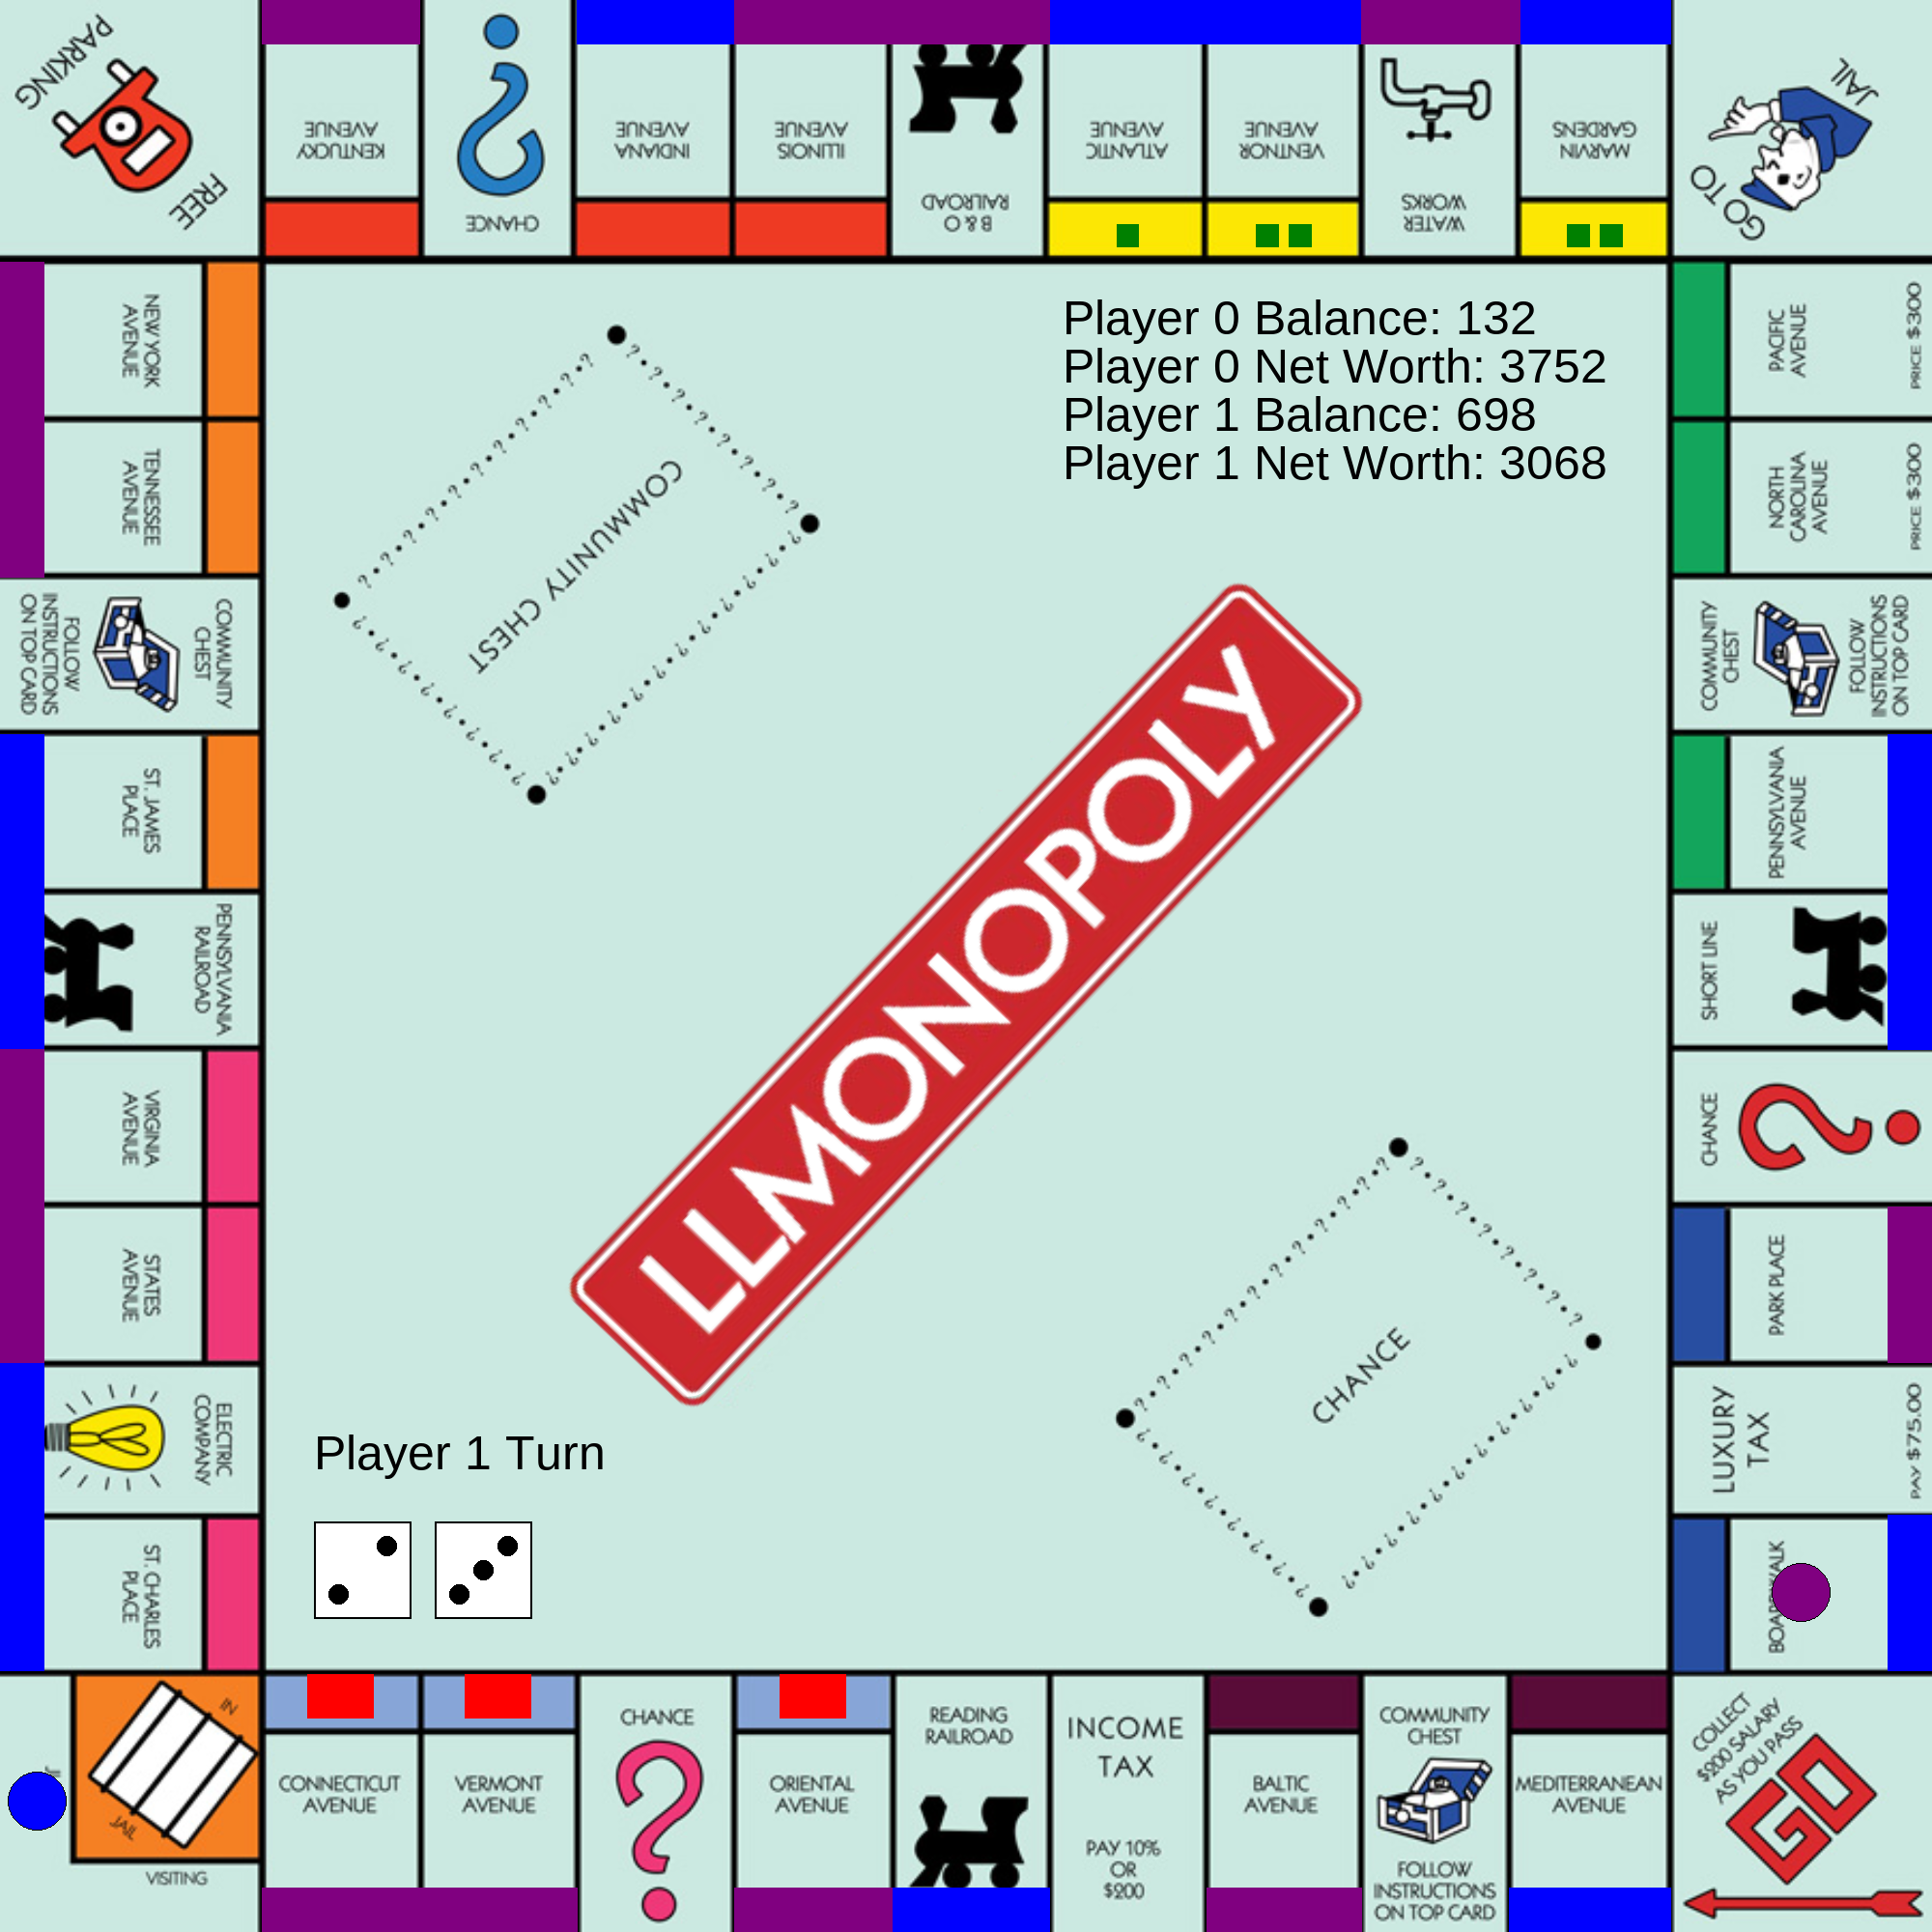 PARKING
FREE
KENTUCKY
AVENUE
CHANCE
INDIANA
AVENUE
ILLINOIS
AVENUE
B & O
RAILROAD
ATLANTIC
AVENUE
VENTNOR
AVENUE
WATER
WORKS
MARVIN
GARDENS
GO TO
JAIL
NEW YORK
AVENUE
TENNESSEE
AVENUE
COMMUNITY
CHEST
FOLLOW
INSTRUCTIONS
ON TOP CARD
ST. JAMES
PLACE
PENNSYLVANIA
RAILROAD
VIRGINIA
AVENUE
STATES
AVENUE
ELECTRIC
COMPANY
ST. CHARLES
PLACE
Player 0 Balance: 132
Player 0 Net Worth: 3752
Player 1 Balance: 698
Player 1 Net Worth: 3068
COMMUNITY CHEST
LLMONOPOLY
CHANCE
Player 1 Turn
PACIFIC
AVENUE
PRICE $300
NORTH
CAROLINA
AVENUE
PRICE $300
COMMUNITY
CHEST
FOLLOW
INSTRUCTIONS
ON TOP CARD
PENNSYLVANIA
AVENUE
SHORT LINE
CHANCE
PARK PLACE
LUXURY
TAX
PAY $75.00
IN
JAIL
VISITING
CONNECTICUT
AVENUE
VERMONT
AVENUE
CHANCE
ORIENTAL
AVENUE
READING
RAILROAD
INCOME
TAX
PAY 10%
OR
$200
BALTIC
AVENUE
COMMUNITY
CHEST
FOLLOW
INSTRUCTIONS
ON TOP CARD
MEDITERRANEAN
AVENUE
COLLECT
$200 SALARY
AS YOU PASS
GO